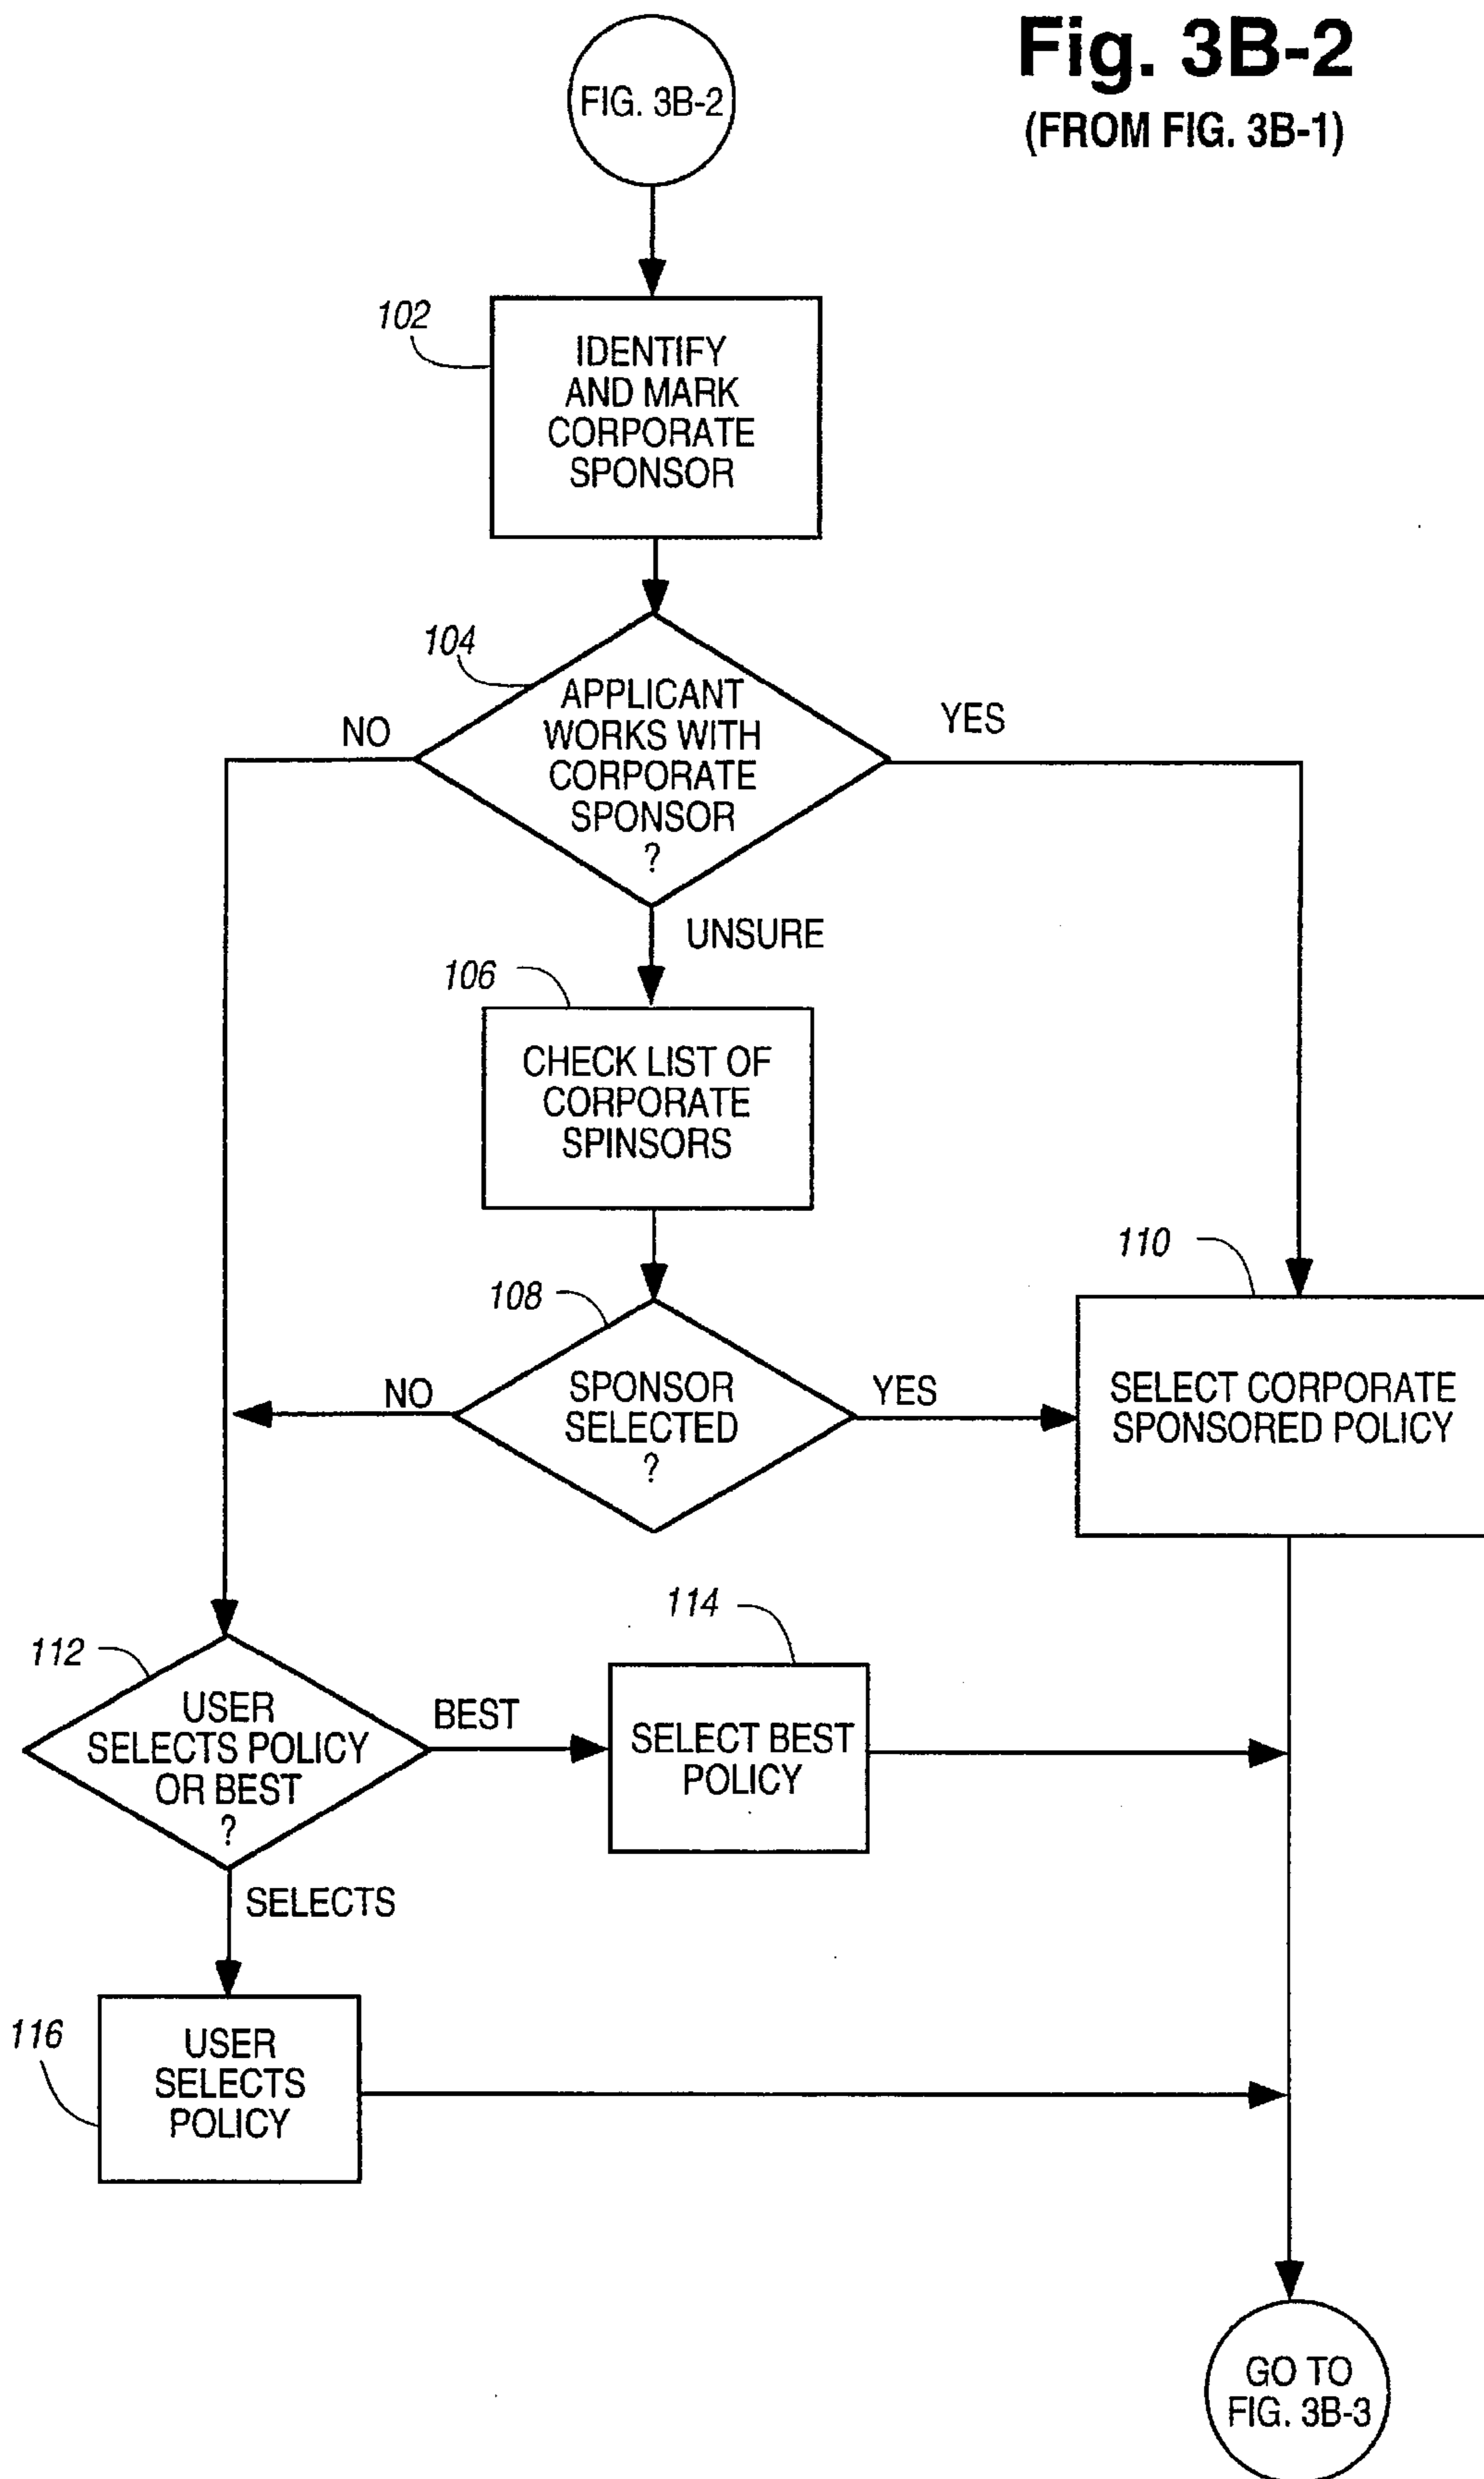 Fig. 3B-2
(FROM FIG. 3B-1)
FIG. 3B-2
102
IDENTIFY
AND MARK
CORPORATE
SPONSOR
104
APPLICANT
WORKS WITH
CORPORATE
SPONSOR
?
NO
YES
UNSURE
106
CHECK LIST OF
CORPORATE
SPINSORS
108
SPONSOR
SELECTED
?
NO
YES
110
SELECT CORPORATE
SPONSORED POLICY
112
USER
SELECTS POLICY
OR BEST
?
BEST
114
SELECT BEST
POLICY
SELECTS
116
USER
SELECTS
POLICY
GO TO
FIG. 3B-3